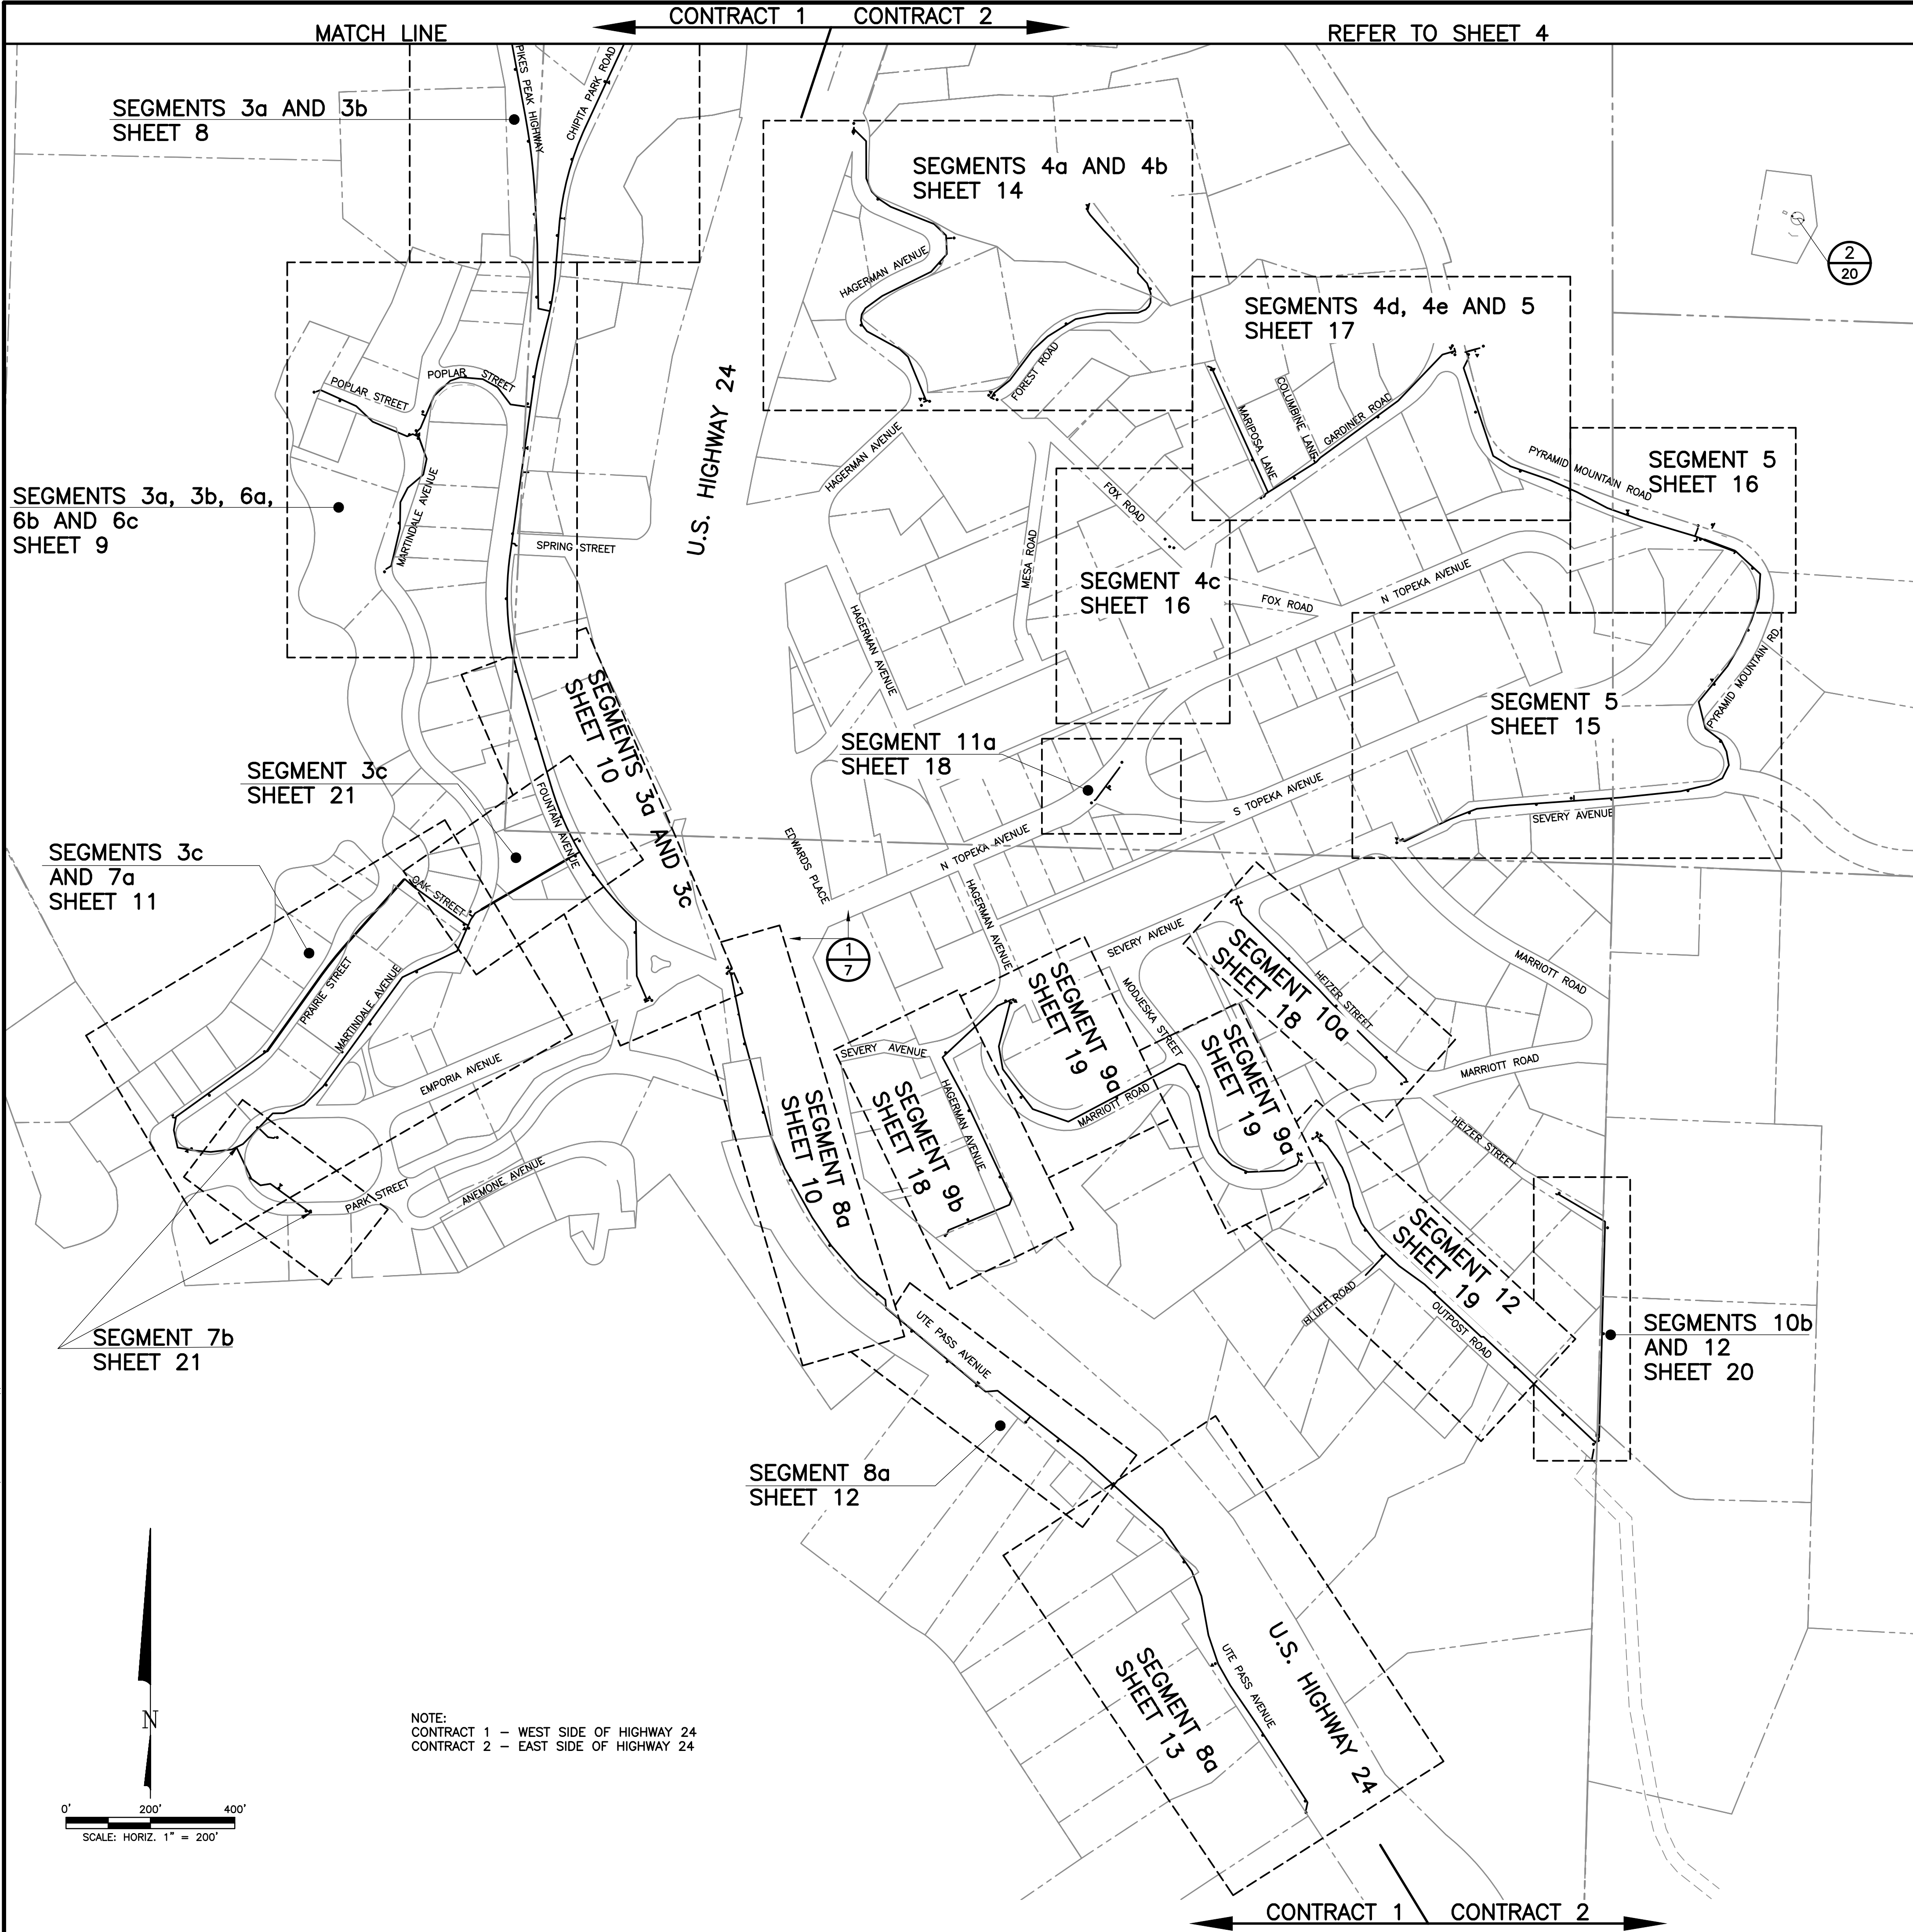 CONTRACT 1
CONTRACT 2
MATCH LINE
REFER TO SHEET 4
PIKES PEAK HIGHWAY
CHIPITA PARK ROAD
SEGMENTS 3a AND 3b
SHEET 8
SEGMENTS 4a AND 4b
SHEET 14
HAGERMAN AVENUE
FOREST ROAD
2
20
SEGMENTS 4d, 4e AND 5
SHEET 17
MARIPOSA LANE
COLUMBINE LANE
GARDINER ROAD
POPLAR STREET
POPLAR STREET
U.S. HIGHWAY 24
HAGERMAN AVENUE
PYRAMID MOUNTAIN ROAD
SEGMENT 5
SHEET 16
SEGMENTS 3a, 3b, 6a,
6b AND 6c
SHEET 9
MARTINDALE AVENUE
SPRING STREET
FOX ROAD
MESA ROAD
SEGMENT 4c
SHEET 16
FOX ROAD
N TOPEKA AVENUE
HAGERMAN AVENUE
PYRAMID MOUNTAIN RD.
SEGMENT 5
SHEET 15
SEVERY AVENUE
SEGMENTS 3a AND 3c
SHEET 10
SEGMENT 11a
SHEET 18
SEGMENT 3c
SHEET 21
FOUNTAIN AVENUE
S TOPEKA AVENUE
N TOPEKA AVENUE
EDWARDS PLACE
SEGMENTS 3c
AND 7a
SHEET 11
OAK STREET
PRAIRIE STREET
MARTINDALE AVENUE
EMPORIA AVENUE
1
7
HAGERMAN AVENUE
SEVERY AVENUE
SEGMENT 10a
SHEET 18
HEIZER STREET
MARRIOTT ROAD
MODJESKA STREET
SEGMENT 9a
SHEET 19
SEGMENT 9a
SHEET 19
MARRIOTT ROAD
MARRIOTT ROAD
SEVERY AVENUE
HAGERMAN AVENUE
SEGMENT 9b
SHEET 18
SEGMENT 8a
SHEET 10
HEIZER STREET
PARK STREET
ANEMONE AVENUE
SEGMENT 12
SHEET 19
BLUFF ROAD
OUTPOST ROAD
SEGMENTS 10b
AND 12
SHEET 20
SEGMENT 7b
SHEET 21
UTE PASS AVENUE
SEGMENT 8a
SHEET 12
SEGMENT 8a
SHEET 13
UTE PASS AVENUE
U.S. HIGHWAY 24
N
NOTE:
CONTRACT 1 – WEST SIDE OF HIGHWAY 24
CONTRACT 2 – EAST SIDE OF HIGHWAY 24
0' 200' 400'
SCALE: HORIZ. 1" = 200'
CONTRACT 1
CONTRACT 2